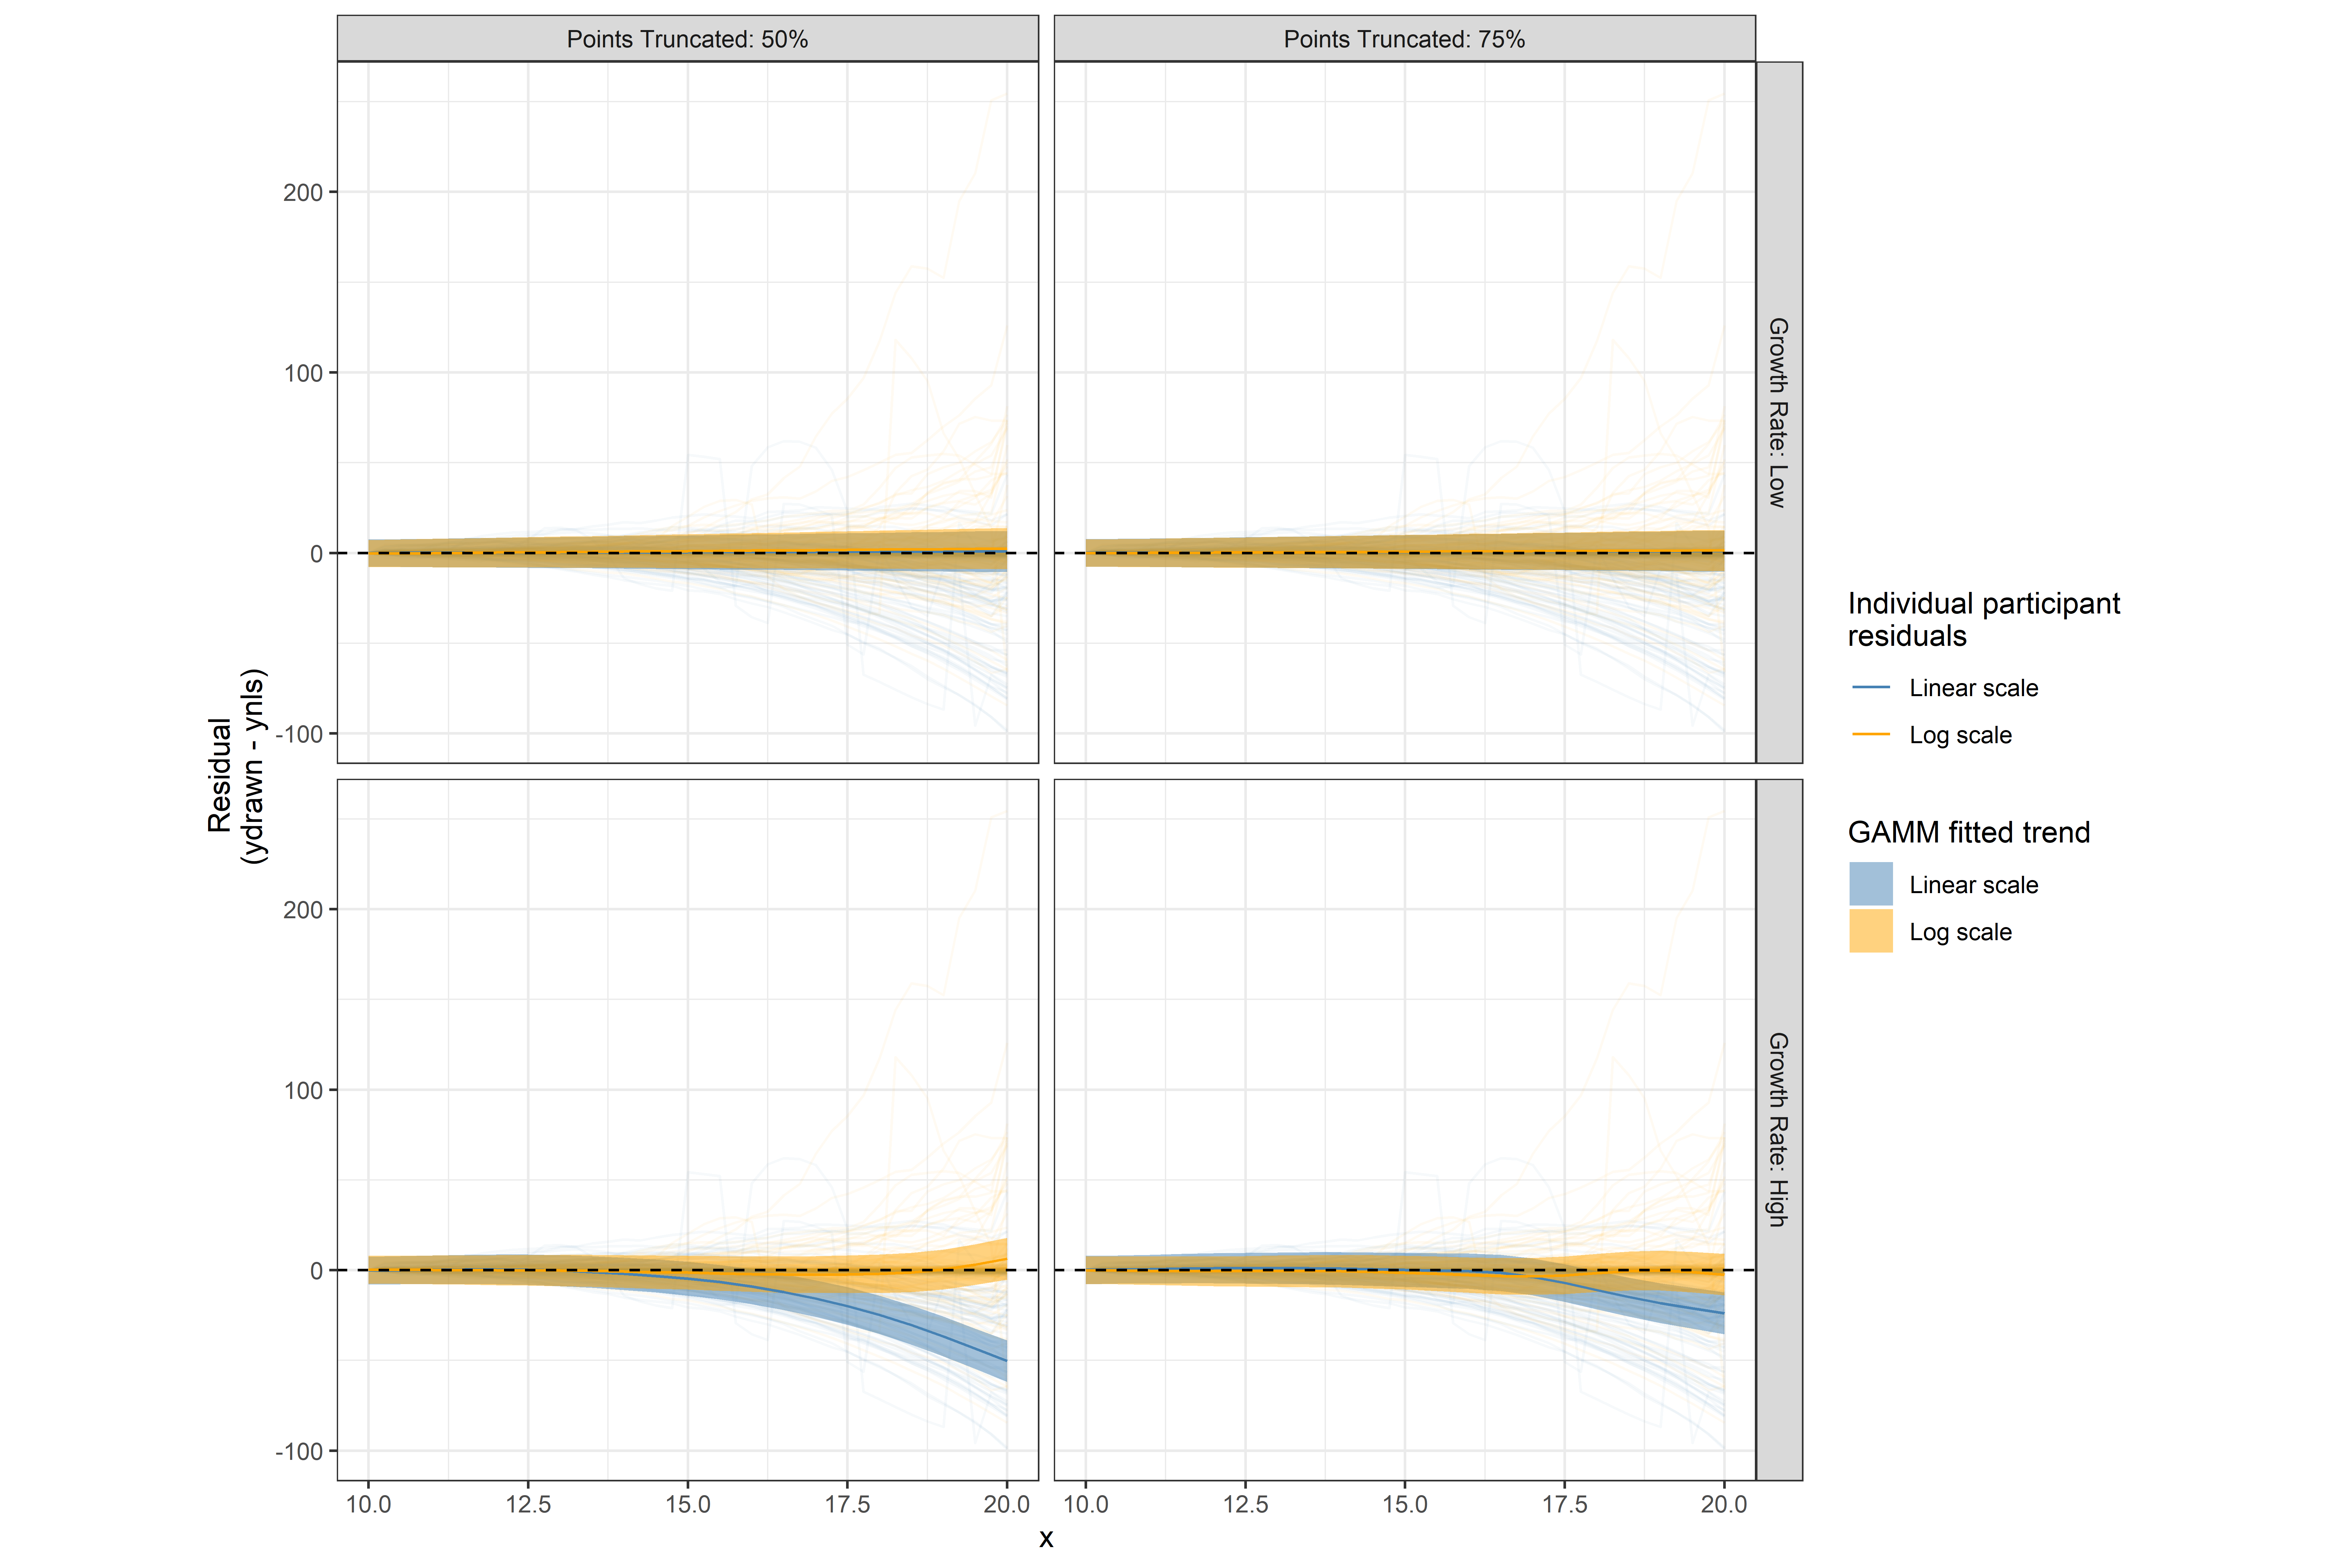 Points Truncated: 50%
Points Truncated: 75%
200
100
0
-100
Growth Rate: Low
200
100
0
-100
Growth Rate: High
Residual
(ydrawn - ynls)
10.0 12.5 15.0 17.5 20.0
10.0 12.5 15.0 17.5 20.0
x
Individual participant
residuals
Linear scale
Log scale
GAMM fitted trend
Linear scale
Log scale